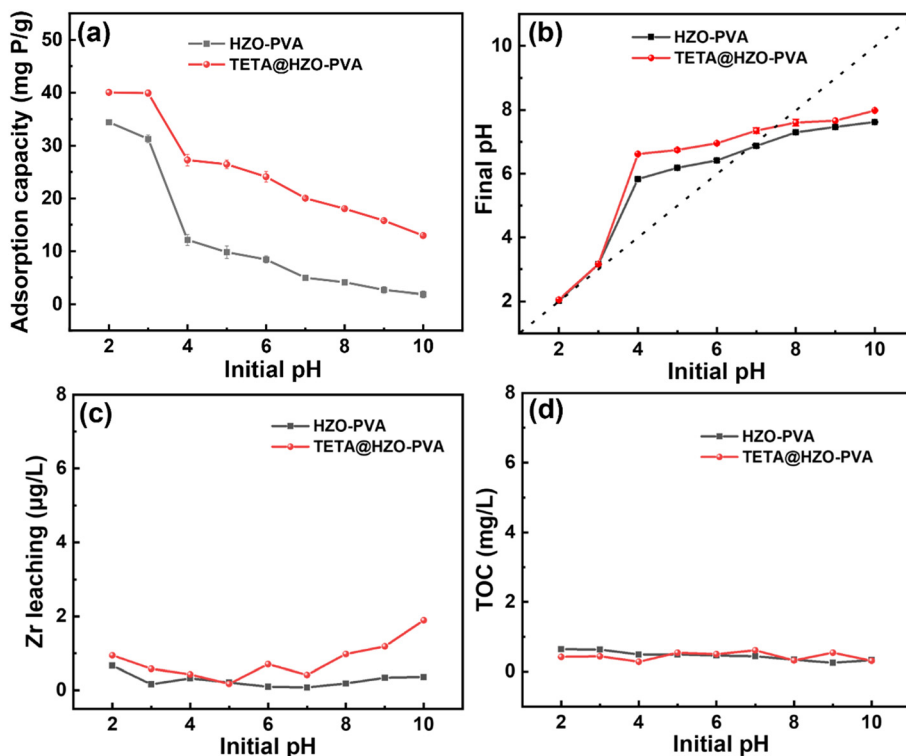 (a)
HZO-PVA
TETA@HZO-PVA
Adsorption capacity (mg P/g)
50
40
30
20
10
0
2 4 6 8 10
Initial pH
(b)
HZO-PVA
TETA@HZO-PVA
Final pH
10
8
6
4
2
2 4 6 8 10
Initial pH
(c)
HZO-PVA
TETA@HZO-PVA
Zr leaching (μg/L)
8
6
4
2
0
2 4 6 8 10
Initial pH
(d)
HZO-PVA
TETA@HZO-PVA
TOC (mg/L)
8
6
4
2
0
2 4 6 8 10
Initial pH